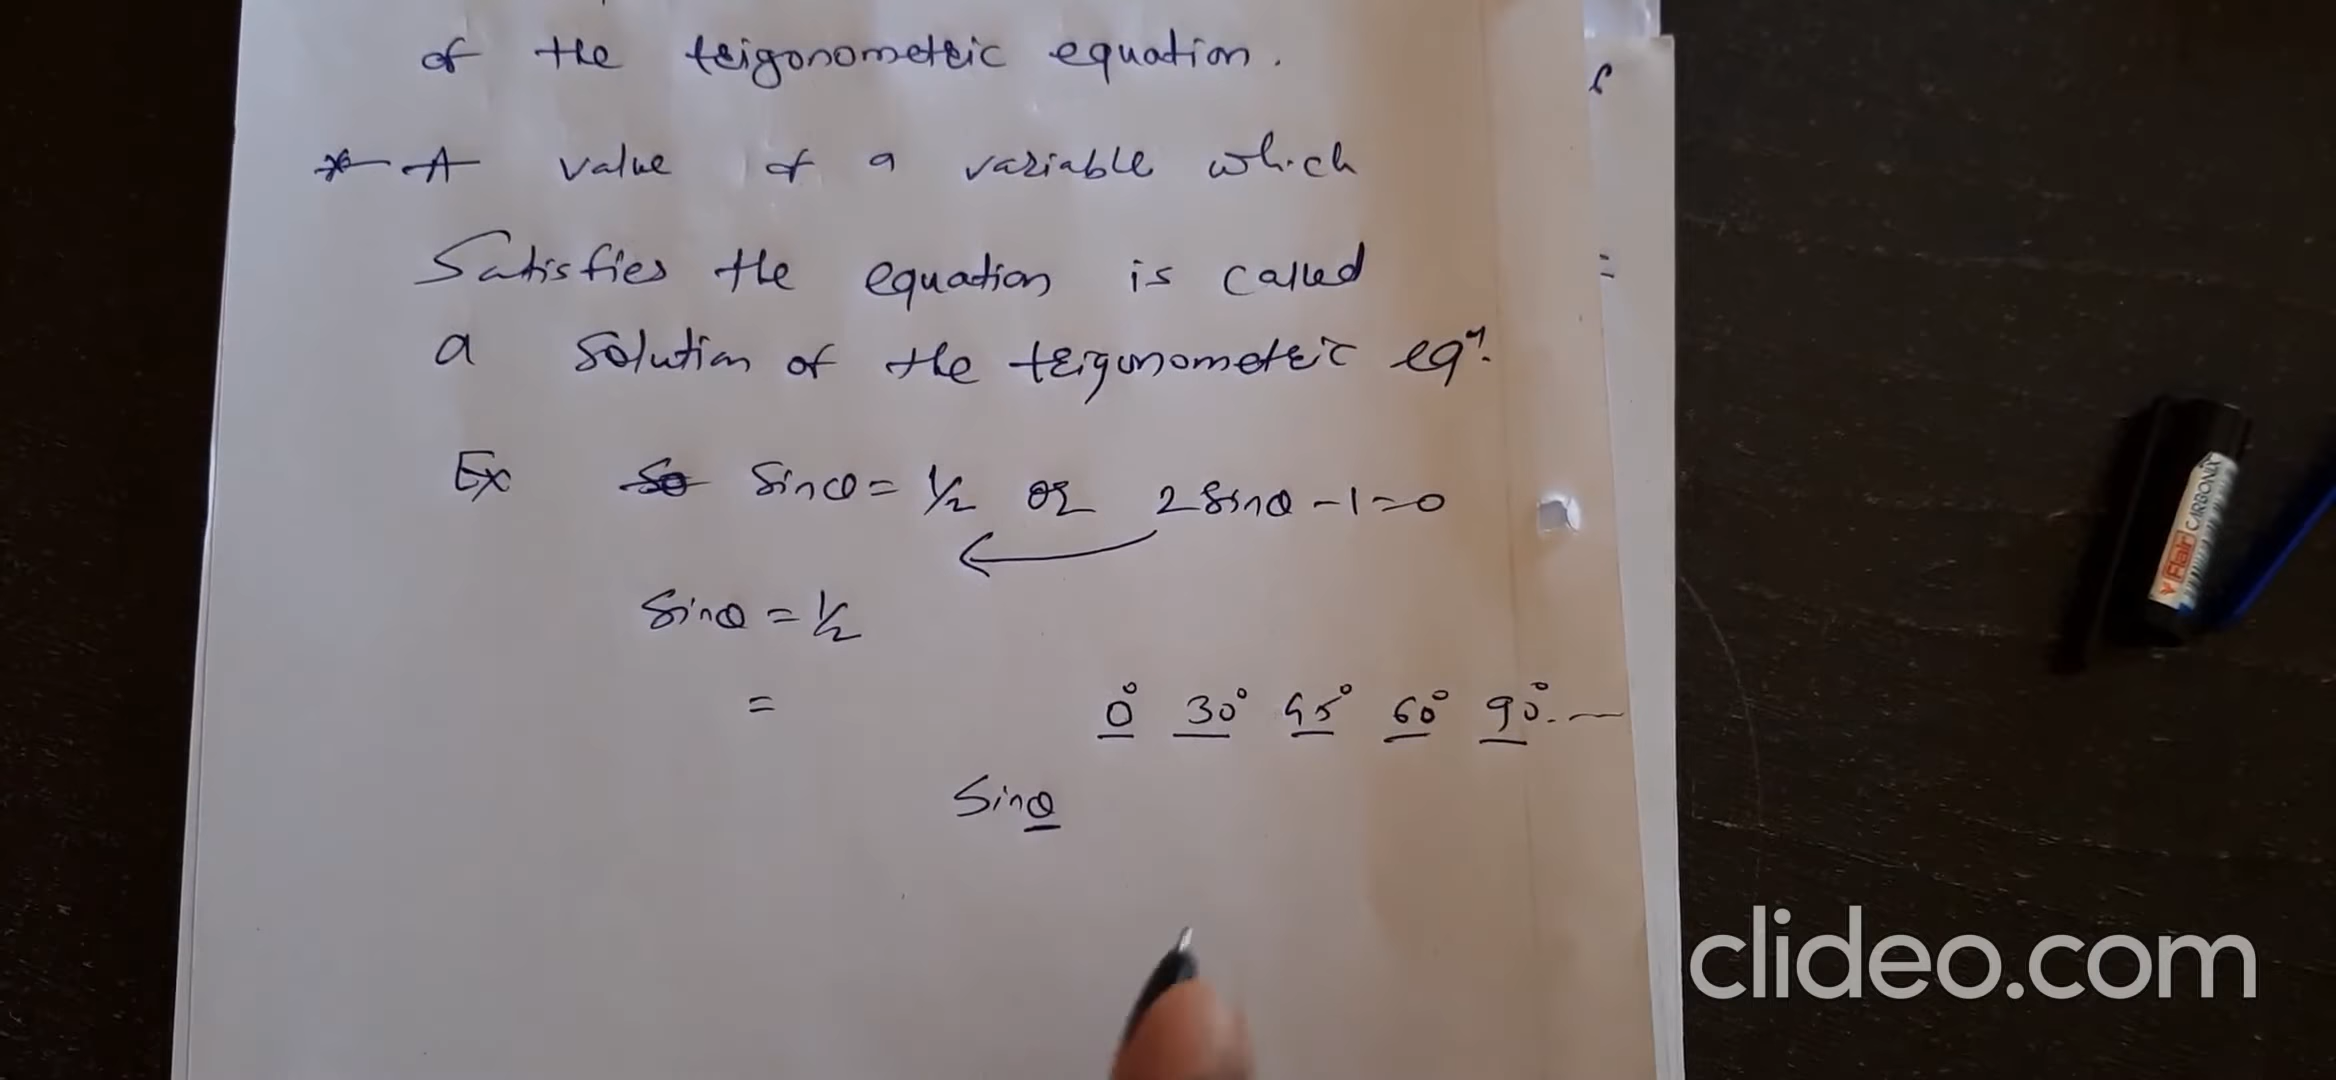 of the trigonometric equation.
* A value of a variable which
Satisfies the equation is called
a solution of the trigonometric eqn.
Ex Sinθ = 1/2 or 2 Sinθ - 1 = 0
Sinθ = 1/2
=
0° 30° 45° 60° 90°. —
Sinθ
Flair CARBONIX
clideo.com